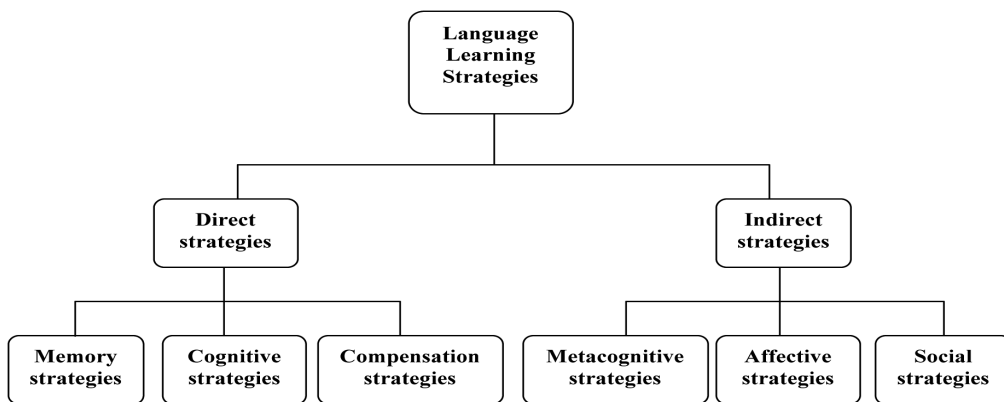 Language
Learning
Strategies
Direct
strategies
Indirect
strategies
Memory
strategies
Cognitive
strategies
Compensation
strategies
Metacognitive
strategies
Affective
strategies
Social
strategies